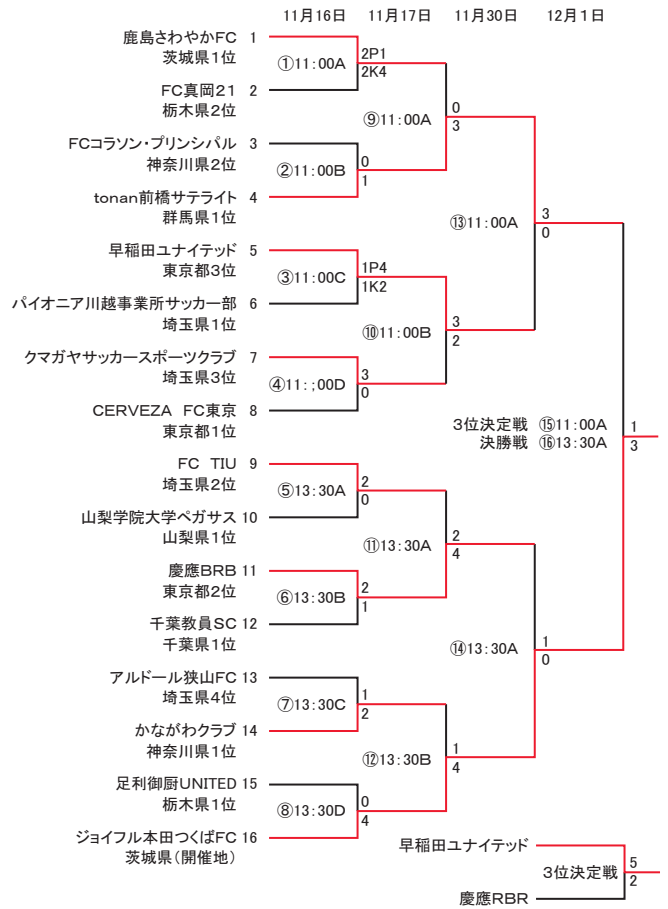 11月16日 11月17日 11月30日 12月1日
鹿島さわやかFC 1
茨城県1位
①11:00A
2P1
2K4
FC真岡21 2
栃木県2位
⑨11:00A
0
3
FCコラソン・プリンシパル 3
神奈川県2位
②11:00B
0
1
tonan前橋サテライト 4
群馬県1位
⑬11:00A
3
0
早稲田ユナイテッド 5
東京都3位
③11:00C
1P4
1K2
パイオニア川越事業所サッカー部 6
埼玉県1位
⑩11:00B
3
2
クマガヤサッカースポーツクラブ 7
埼玉県3位
④11:;00D
3
0
CERVEZA FC東京 8
東京都1位
3位決定戦 ⑮11:00A
決勝戦 ⑯13:30A
1
3
FC TIU 9
埼玉県2位
⑤13:30A
2
0
山梨学院大学ペガサス 10
山梨県1位
⑪13:30A
2
4
慶應BRB 11
東京都2位
⑥13:30B
2
1
千葉教員SC 12
千葉県1位
⑭13:30A
1
0
アルドール狭山FC 13
埼玉県4位
⑦13:30C
1
2
かながわクラブ 14
神奈川県1位
⑫13:30B
1
4
足利御厨UNITED 15
栃木県1位
⑧13:30D
0
4
ジョイフル本田つくばFC 16
茨城県(開催地)
早稲田ユナイテッド
3位決定戦
5
2
慶應RBR